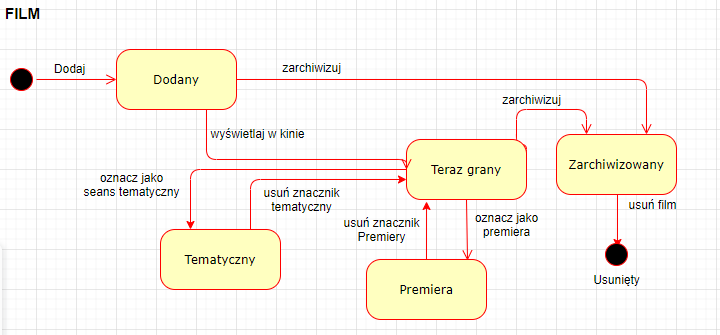 FILM
Dodaj
Dodany
zarchiwizuj
zarchiwizuj
wyświetlaj w kinie
Teraz grany
Zarchiwizowany
oznacz jako
seans tematyczny
usuń znacznik
tematyczny
usuń znacznik
Premiery
oznacz jako
premiera
usuń film
Tematyczny
Premiera
Usunięty